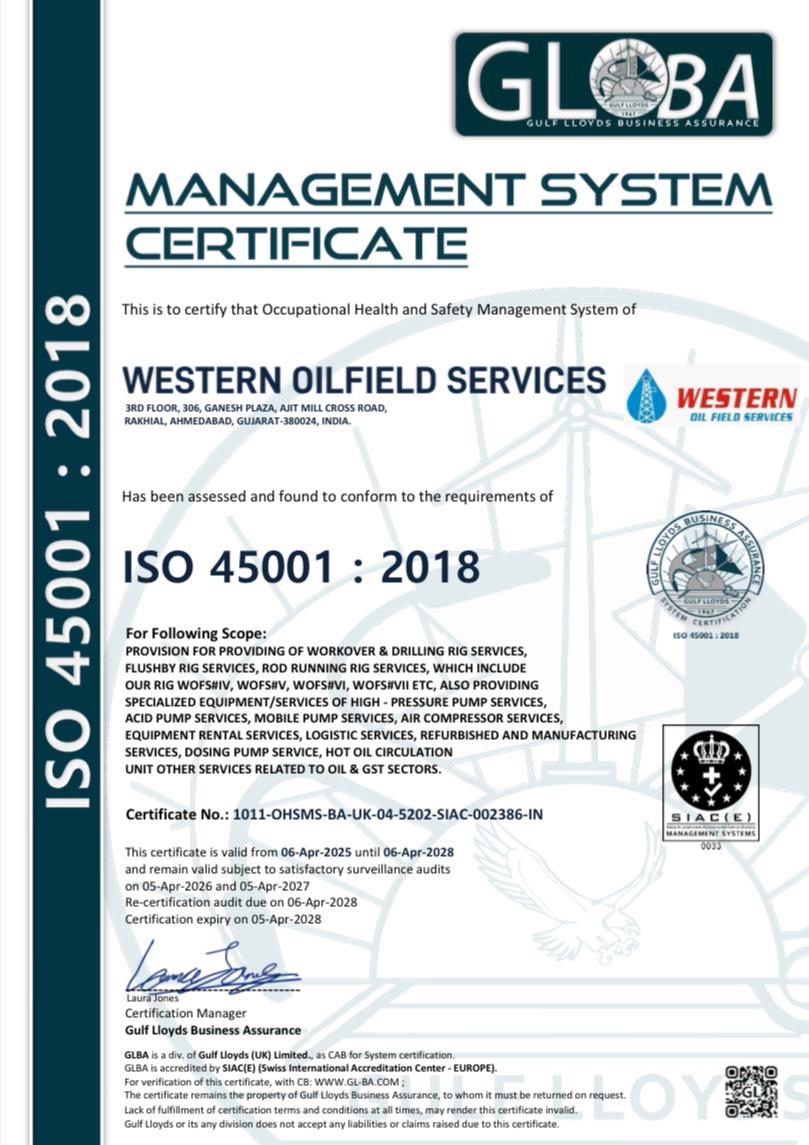 GLOBA
GULF LLOYDS
1967
GULF LLOYDS BUSINESS ASSURANCE
MANAGEMENT SYSTEM
CERTIFICATE
This is to certify that Occupational Health and Safety Management System of
WESTERN OILFIELD SERVICES
3RD FLOOR, 306, GANESH PLAZA, AJIT MILL CROSS ROAD,
RAKHIAL, AHMEDABAD, GUJARAT-380024, INDIA.
WESTERN
OIL FIELD SERVICES
Has been assessed and found to conform to the requirements of
ISO 45001 : 2018
ISO 45001 : 2018
GULF LLOYDS BUSINESS ASSURANCE
GULF LLOYDS
1967
SYSTEM CERTIFICATION
ISO 45001 : 2018
For Following Scope:
PROVISION FOR PROVIDING OF WORKOVER & DRILLING RIG SERVICES,
FLUSHBY RIG SERVICES, ROD RUNNING RIG SERVICES, WHICH INCLUDE
OUR RIG WOFS#IV, WOFS#V, WOFS#VI, WOFS#VII ETC, ALSO PROVIDING
SPECIALIZED EQUIPMENT/SERVICES OF HIGH - PRESSURE PUMP SERVICES,
ACID PUMP SERVICES, MOBILE PUMP SERVICES, AIR COMPRESSOR SERVICES,
EQUIPMENT RENTAL SERVICES, LOGISTIC SERVICES, REFURBISHED AND MANUFACTURING
SERVICES, DOSING PUMP SERVICE, HOT OIL CIRCULATION
UNIT OTHER SERVICES RELATED TO OIL & GST SECTORS.
SIAC(E)
MANAGEMENT SYSTEMS
0033
Certificate No.: 1011-OHSMS-BA-UK-04-5202-SIAC-002386-IN
This certificate is valid from 06-Apr-2025 until 06-Apr-2028
and remain valid subject to satisfactory surveillance audits
on 05-Apr-2026 and 05-Apr-2027
Re-certification audit due on 06-Apr-2028
Certification expiry on 05-Apr-2028
Laura Jones
Certification Manager
Gulf Lloyds Business Assurance
GLBA is a div. of Gulf Lloyds (UK) Limited., as CAB for System certification.
GLBA is accredited by SIAC(E) (Swiss International Accreditation Center - EUROPE).
For verification of this certificate, with CB: WWW.GL-BA.COM ;
The certificate remains the property of Gulf Lloyds Business Assurance, to whom it must be returned on request.
Lack of fulfillment of certification terms and conditions at all times, may render this certificate invalid.
Gulf Lloyds or its any division does not accept any liabilities or claims raised due to this certificate.
GULF LLOYDS
GL